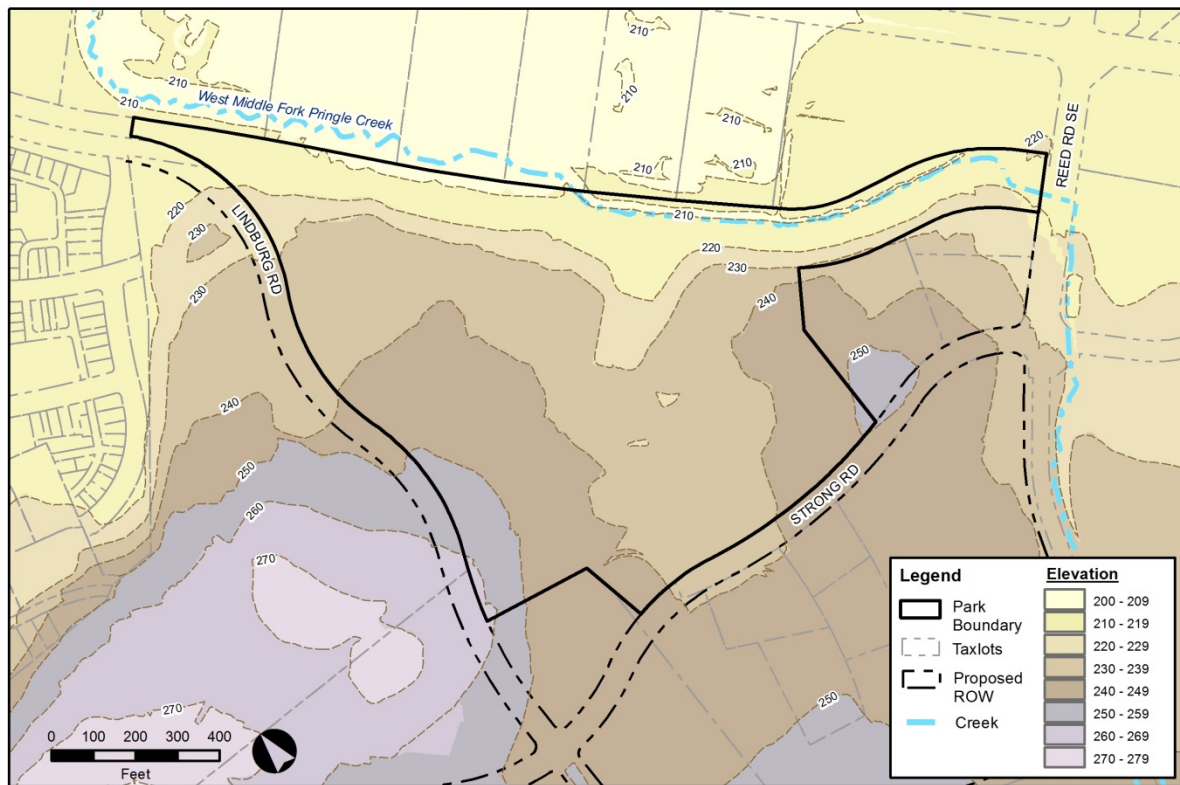 210
210
210
210
West Middle Fork Pringle Creek
210
210
210
220
REED RD SE
210
220
LINDBURG RD
230
230
220
230
240
250
240
250
260
STRONG RD
270
270
250
0 100 200 300 400
Feet
Legend
Park
Boundary
Taxlots
Proposed
ROW
Creek
Elevation
200 - 209
210 - 219
220 - 229
230 - 239
240 - 249
250 - 259
260 - 269
270 - 279